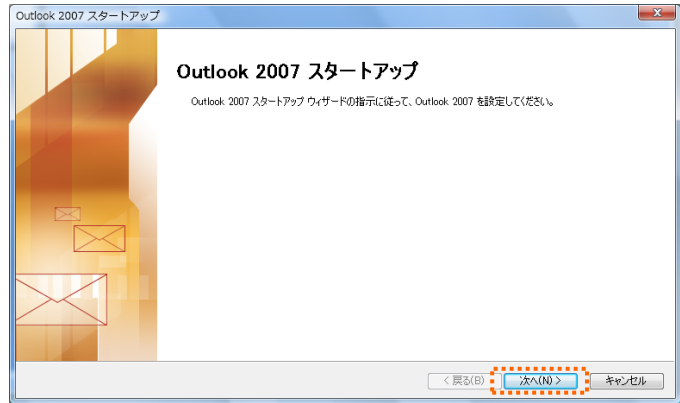 Outlook 2007 スタートアップ
Outlook 2007 スタートアップ
Outlook 2007 スタートアップ ウィザードの指示に従って、Outlook 2007 を設定してください。
< 戻る(B) 次へ(N) > キャンセル